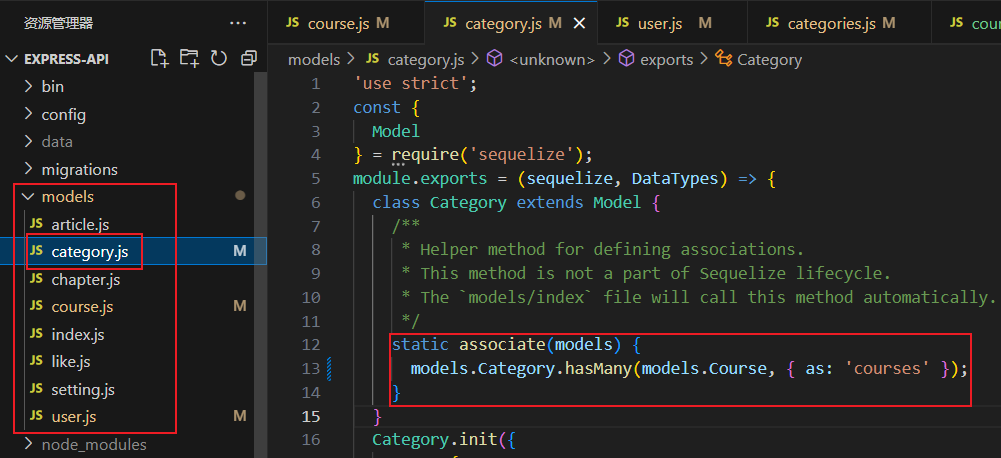 资源管理器 ···
EXPRESS-API
bin
config
data
migrations
models
JS article.js
JS category.js M
JS chapter.js
JS course.js M
JS index.js
JS like.js
JS setting.js
JS user.js M
node_modules
JS course.js M
JS category.js M
JS user.js M
JS categories.js M
JS cou
models > JS category.js > <unknown> > exports > Category
1 'use strict';
2 const {
3 Model
4 } = require('sequelize');
5 module.exports = (sequelize, DataTypes) => {
6 class Category extends Model {
7 /**
8 * Helper method for defining associations.
9 * This method is not a part of Sequelize lifecycle.
10 * The `models/index` file will call this method automatically.
11 */
12 static associate(models) {
13 models.Category.hasMany(models.Course, { as: 'courses' });
14 }
15 }
16 Category.init({